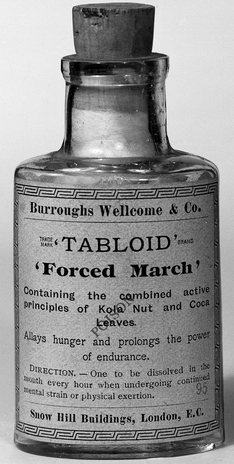 Burroughs Wellcome & Co.
TRADE MARK 'TABLOID' BRAND
'Forced March'
Containing the combined active
principles of Kola Nut and Coca
Leaves.
Allays hunger and prolongs the power
of endurance.
DIRECTION. — One to be dissolved in the
mouth every hour when undergoing continued
mental strain or physical exertion.
95
Snow Hill Buildings, London, E.C.